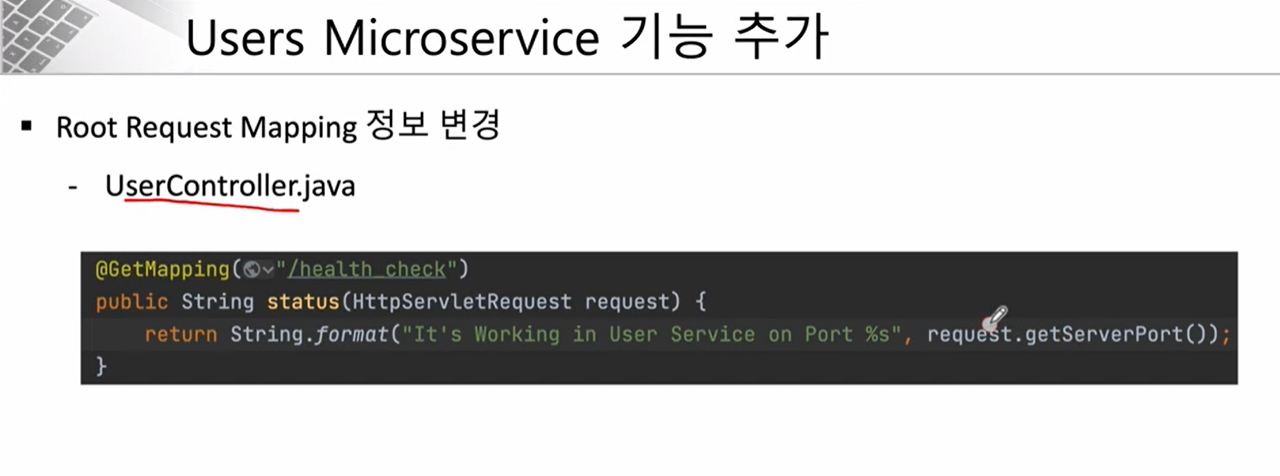 Users Microservice 기능 추가
▪ Root Request Mapping 정보 변경
- UserController.java
@GetMapping("/health_check")
public String status(HttpServletRequest request) {
return String.format("It's Working in User Service on Port %s", request.getServerPort());
}